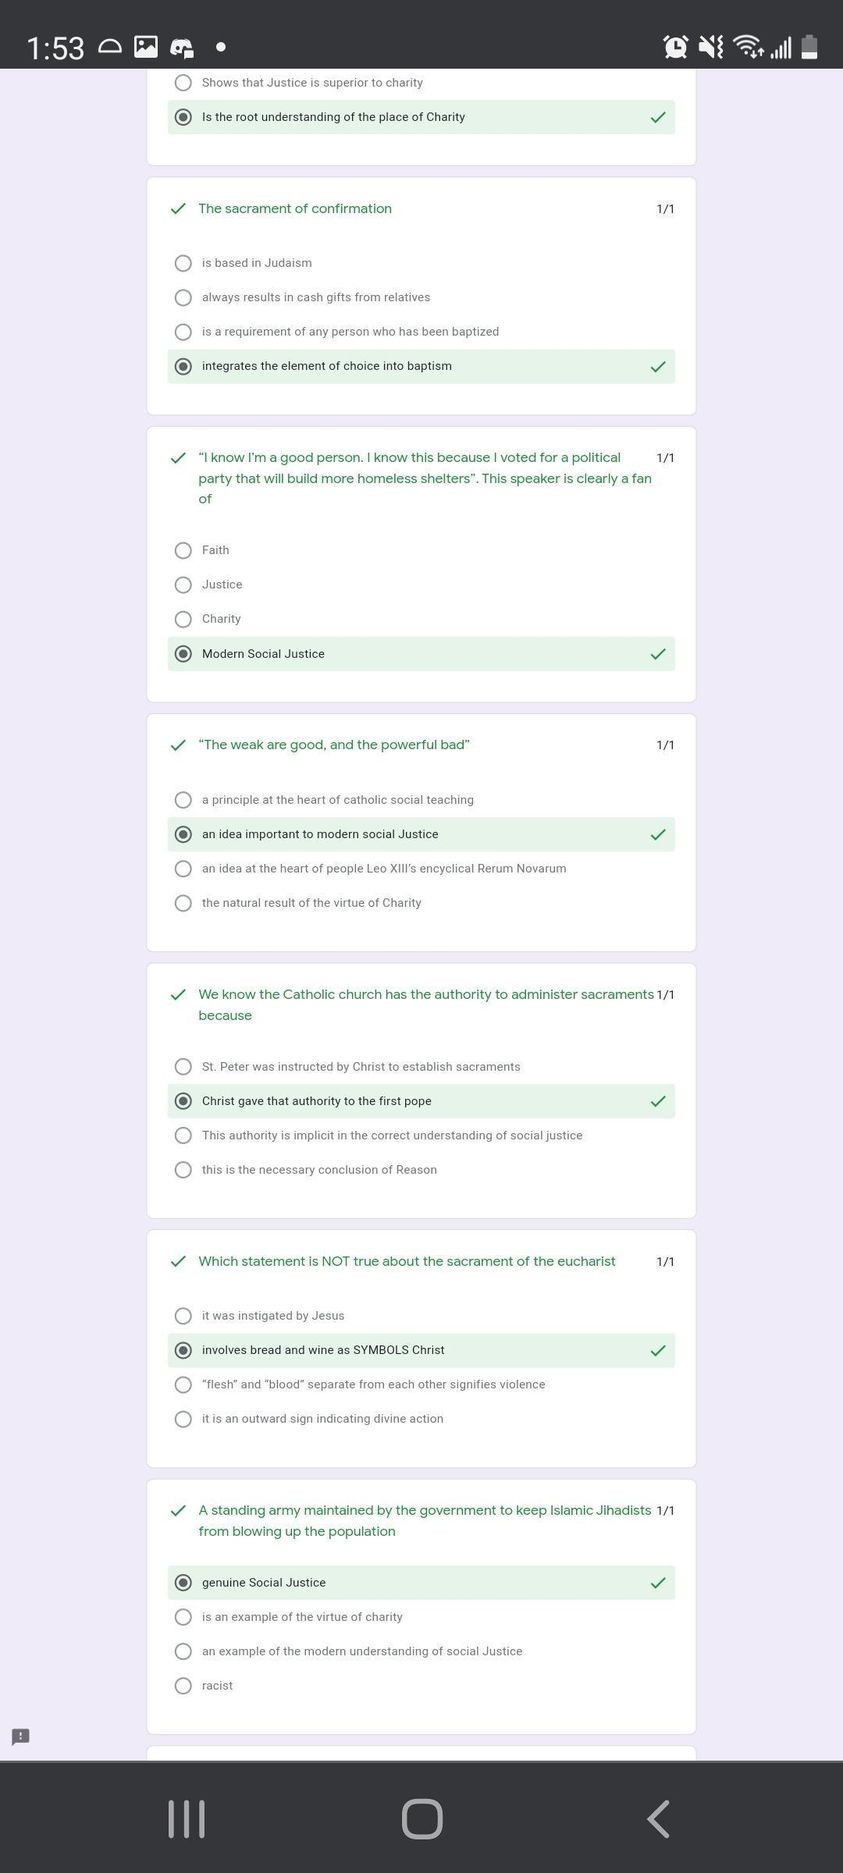 1:53
Shows that Justice is superior to charity
Is the root understanding of the place of Charity
The sacrament of confirmation 1/1
is based in Judaism
always results in cash gifts from relatives
is a requirement of any person who has been baptized
integrates the element of choice into baptism
“I know I’m a good person. I know this because I voted for a political 1/1
party that will build more homeless shelters”. This speaker is clearly a fan
of
Faith
Justice
Charity
Modern Social Justice
“The weak are good, and the powerful bad” 1/1
a principle at the heart of catholic social teaching
an idea important to modern social Justice
an idea at the heart of people Leo XIII’s encyclical Rerum Novarum
the natural result of the virtue of Charity
We know the Catholic church has the authority to administer sacraments 1/1
because
St. Peter was instructed by Christ to establish sacraments
Christ gave that authority to the first pope
This authority is implicit in the correct understanding of social justice
this is the necessary conclusion of Reason
Which statement is NOT true about the sacrament of the eucharist 1/1
it was instigated by Jesus
involves bread and wine as SYMBOLS Christ
“flesh” and “blood” separate from each other signifies violence
it is an outward sign indicating divine action
A standing army maintained by the government to keep Islamic Jihadists 1/1
from blowing up the population
genuine Social Justice
is an example of the virtue of charity
an example of the modern understanding of social Justice
racist